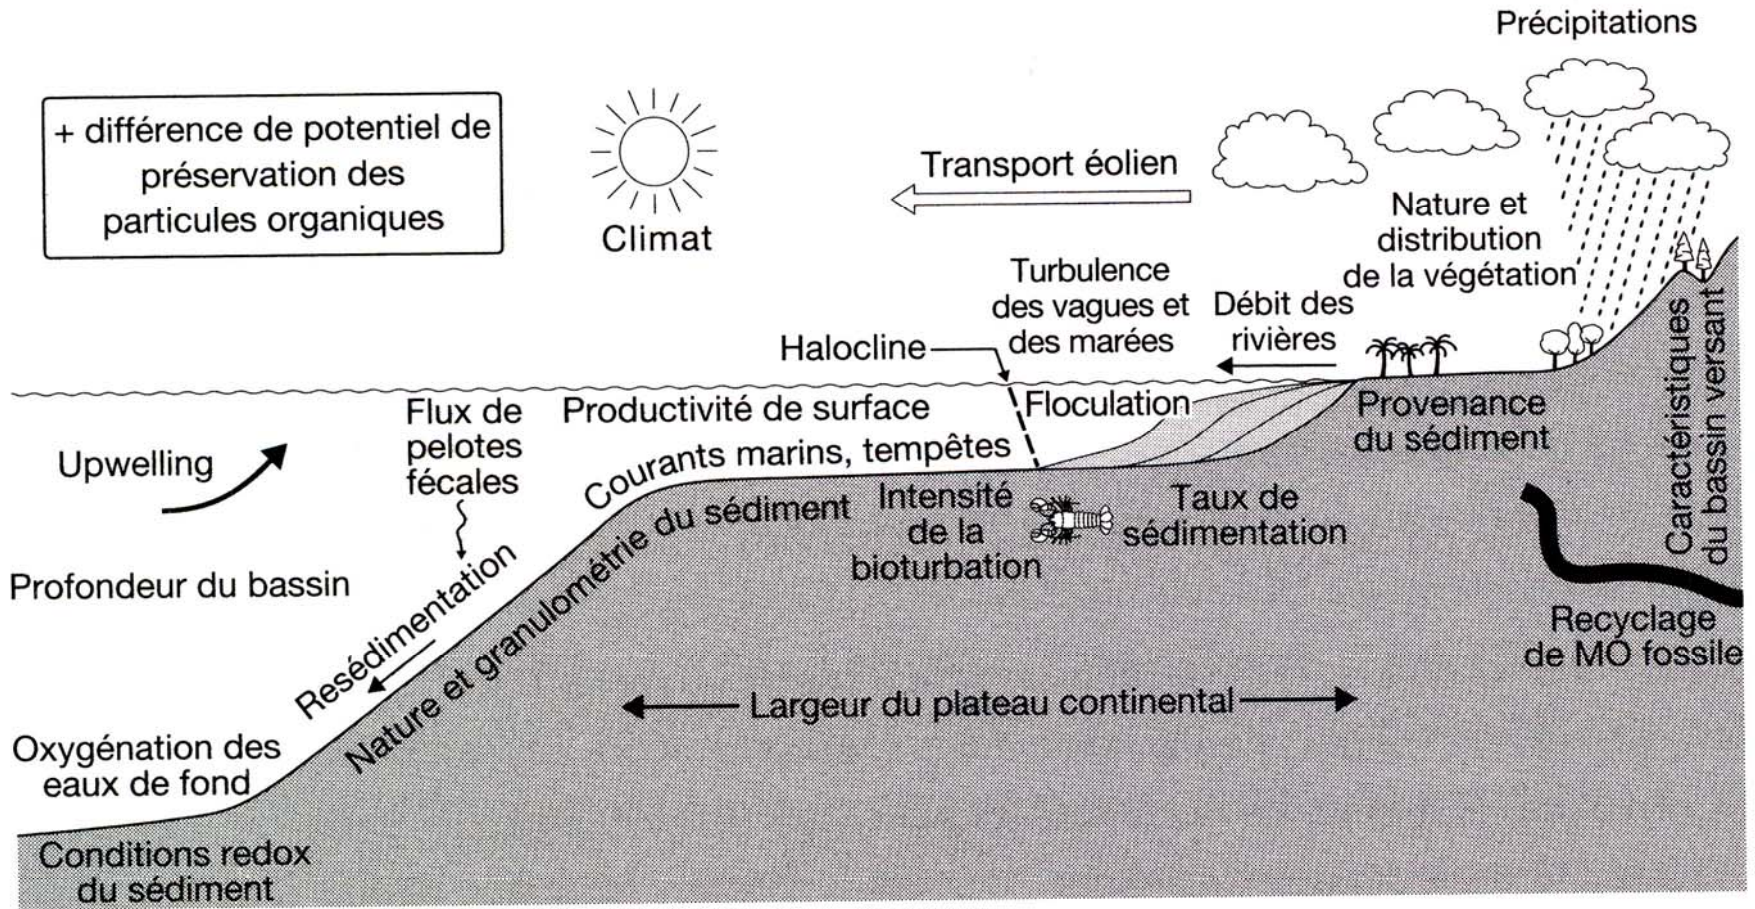 Précipitations
+ différence de potentiel de
préservation des
particules organiques
Climat
Transport éolien
Nature et
distribution
de la végétation
Turbulence
des vagues et
des marées
Débit des
rivières
Halocline
Caractéristiques
du bassin versant
Upwelling
Flux de
pelotes
fécales
Productivité de surface
Courants marins, tempêtes
Floculation
Provenance
du sédiment
Profondeur du bassin
Resédimentation
Nature et granulométrie du sédiment
Intensité
de la
bioturbation
Taux de
sédimentation
Recyclage
de MO fossile
Largeur du plateau continental
Oxygénation des
eaux de fond
Conditions redox
du sédiment